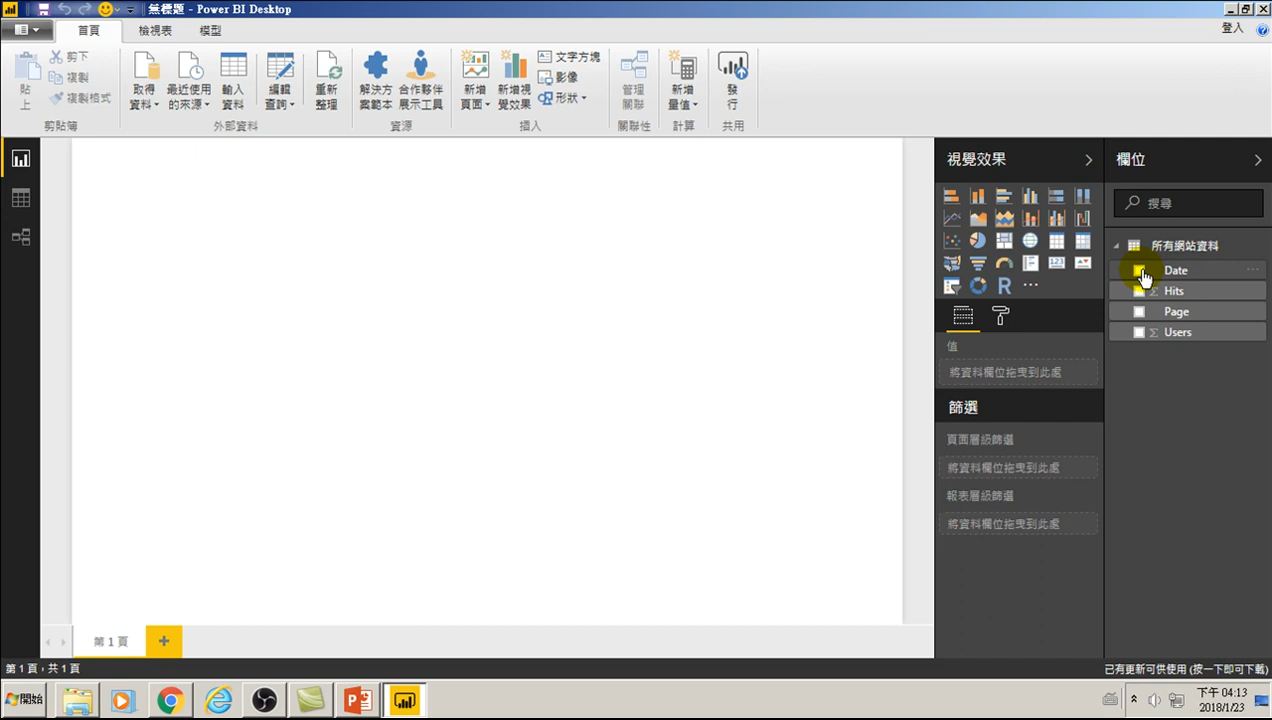 無標題 - Power BI Desktop
首頁 檢視表 模型 登入
貼上
剪下
複製
複製格式
剪貼簿
取得資料
最近使用的來源
輸入資料
編輯查詢
外部資料
重新整理
解決方案範本
合作夥伴展示工具
資源
新增頁面
新增視覺效果
文字方塊
影像
形狀
插入
管理關聯
關聯性
新增量值
計算
發行
共用
視覺效果
123
R
值
將資料欄位拖曳到此處
篩選
頁面層級篩選
將資料欄位拖曳到此處
報表層級篩選
將資料欄位拖曳到此處
欄位
搜尋
所有網站資料
Date
Σ Hits
Page
Σ Users
第 1 頁
第 1 頁，共 1 頁
已有更新可供使用 (按一下即可下載)
開始
下午 04:13
2018/1/23